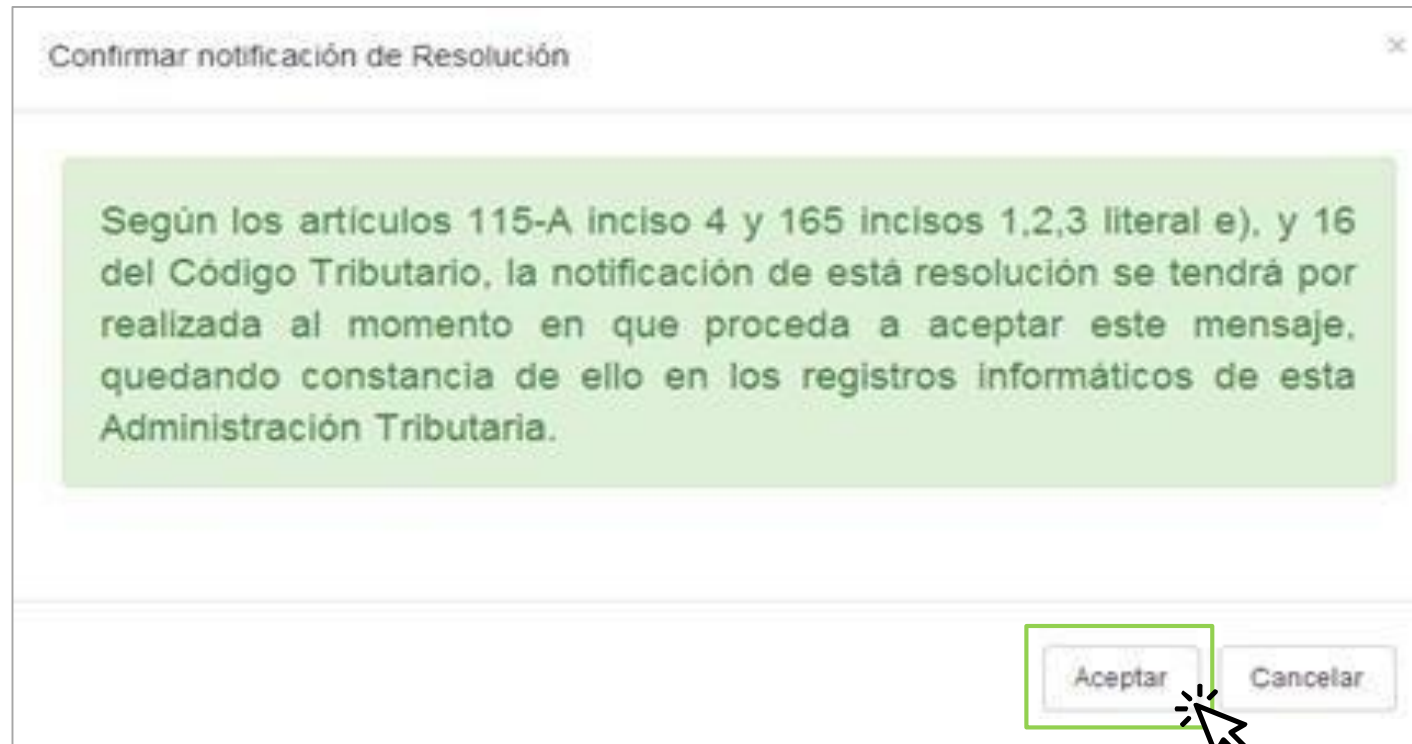 Confirmar notificación de Resolución
×
Según los artículos 115-A inciso 4 y 165 incisos 1,2,3 literal e), y 16
del Código Tributario, la notificación de está resolución se tendrá por
realizada al momento en que proceda a aceptar este mensaje,
quedando constancia de ello en los registros informáticos de esta
Administración Tributaria.
Aceptar
Cancelar